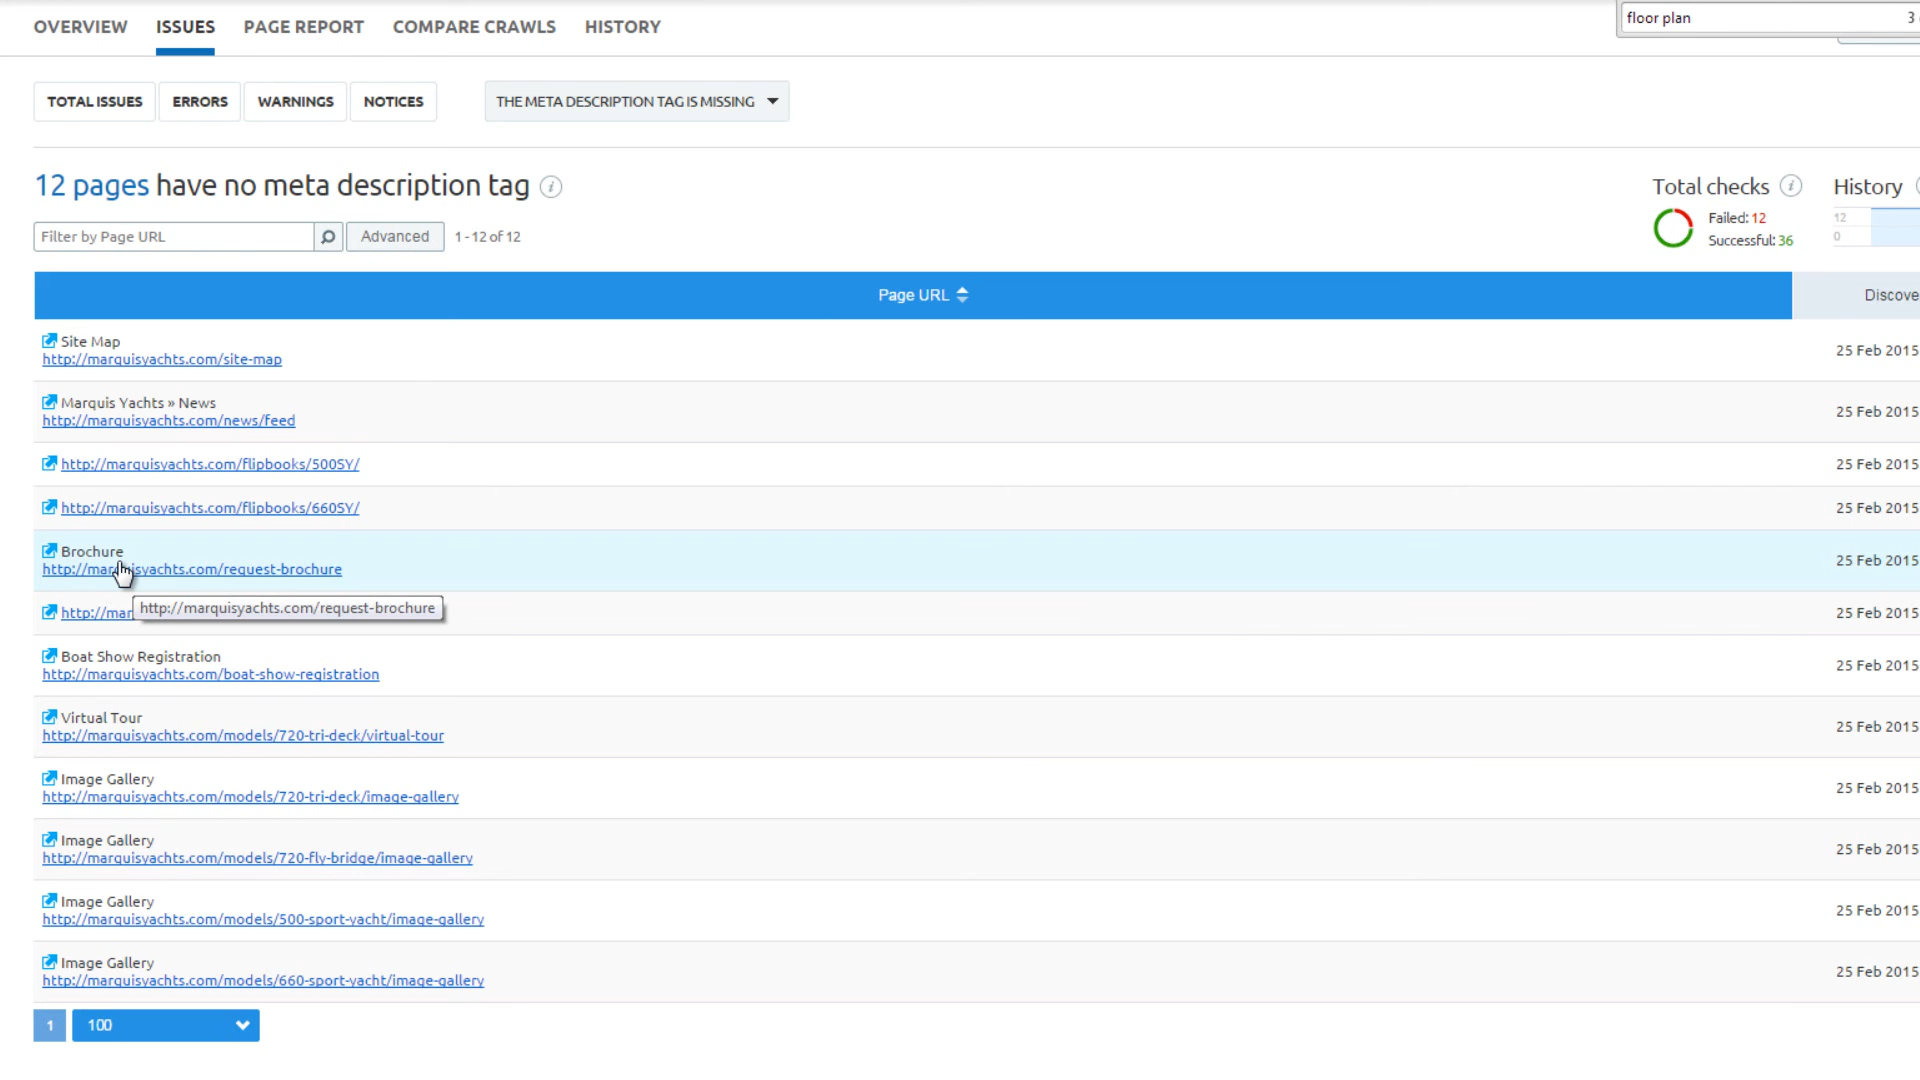 OVERVIEW ISSUES PAGE REPORT COMPARE CRAWLS HISTORY
floor plan 3
TOTAL ISSUES ERRORS WARNINGS NOTICES THE META DESCRIPTION TAG IS MISSING
12 pages have no meta description tag
Total checks History
Failed: 12
Successful: 36
12
0
Filter by Page URL Advanced 1 - 12 of 12
Page URL Discove
Site Map
http://marquisyachts.com/site-map
25 Feb 2015
Marquis Yachts » News
http://marquisyachts.com/news/feed
25 Feb 2015
http://marquisyachts.com/flipbooks/500SY/ 25 Feb 2015
http://marquisyachts.com/flipbooks/660SY/ 25 Feb 2015
Brochure
http://marquisyachts.com/request-brochure
25 Feb 2015
http://marquisyachts.com/request-brochure
http://mar 25 Feb 2015
Boat Show Registration
http://marquisyachts.com/boat-show-registration
25 Feb 2015
Virtual Tour
http://marquisyachts.com/models/720-tri-deck/virtual-tour
25 Feb 2015
Image Gallery
http://marquisyachts.com/models/720-tri-deck/image-gallery
25 Feb 2015
Image Gallery
http://marquisyachts.com/models/720-fly-bridge/image-gallery
25 Feb 2015
Image Gallery
http://marquisyachts.com/models/500-sport-yacht/image-gallery
25 Feb 2015
Image Gallery
http://marquisyachts.com/models/660-sport-yacht/image-gallery
25 Feb 2015
1 100